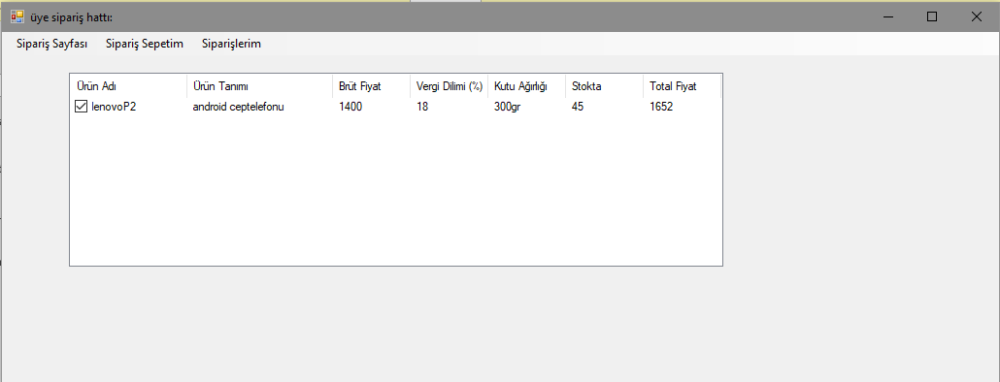 üye sipariş hattı:
Sipariş Sayfası Sipariş Sepetim Siparişlerim
Ürün Adı Ürün Tanımı Brüt Fiyat Vergi Dilimi (%) Kutu Ağırlığı Stokta Total Fiyat
lenovoP2 android ceptelefonu 1400 18 300gr 45 1652